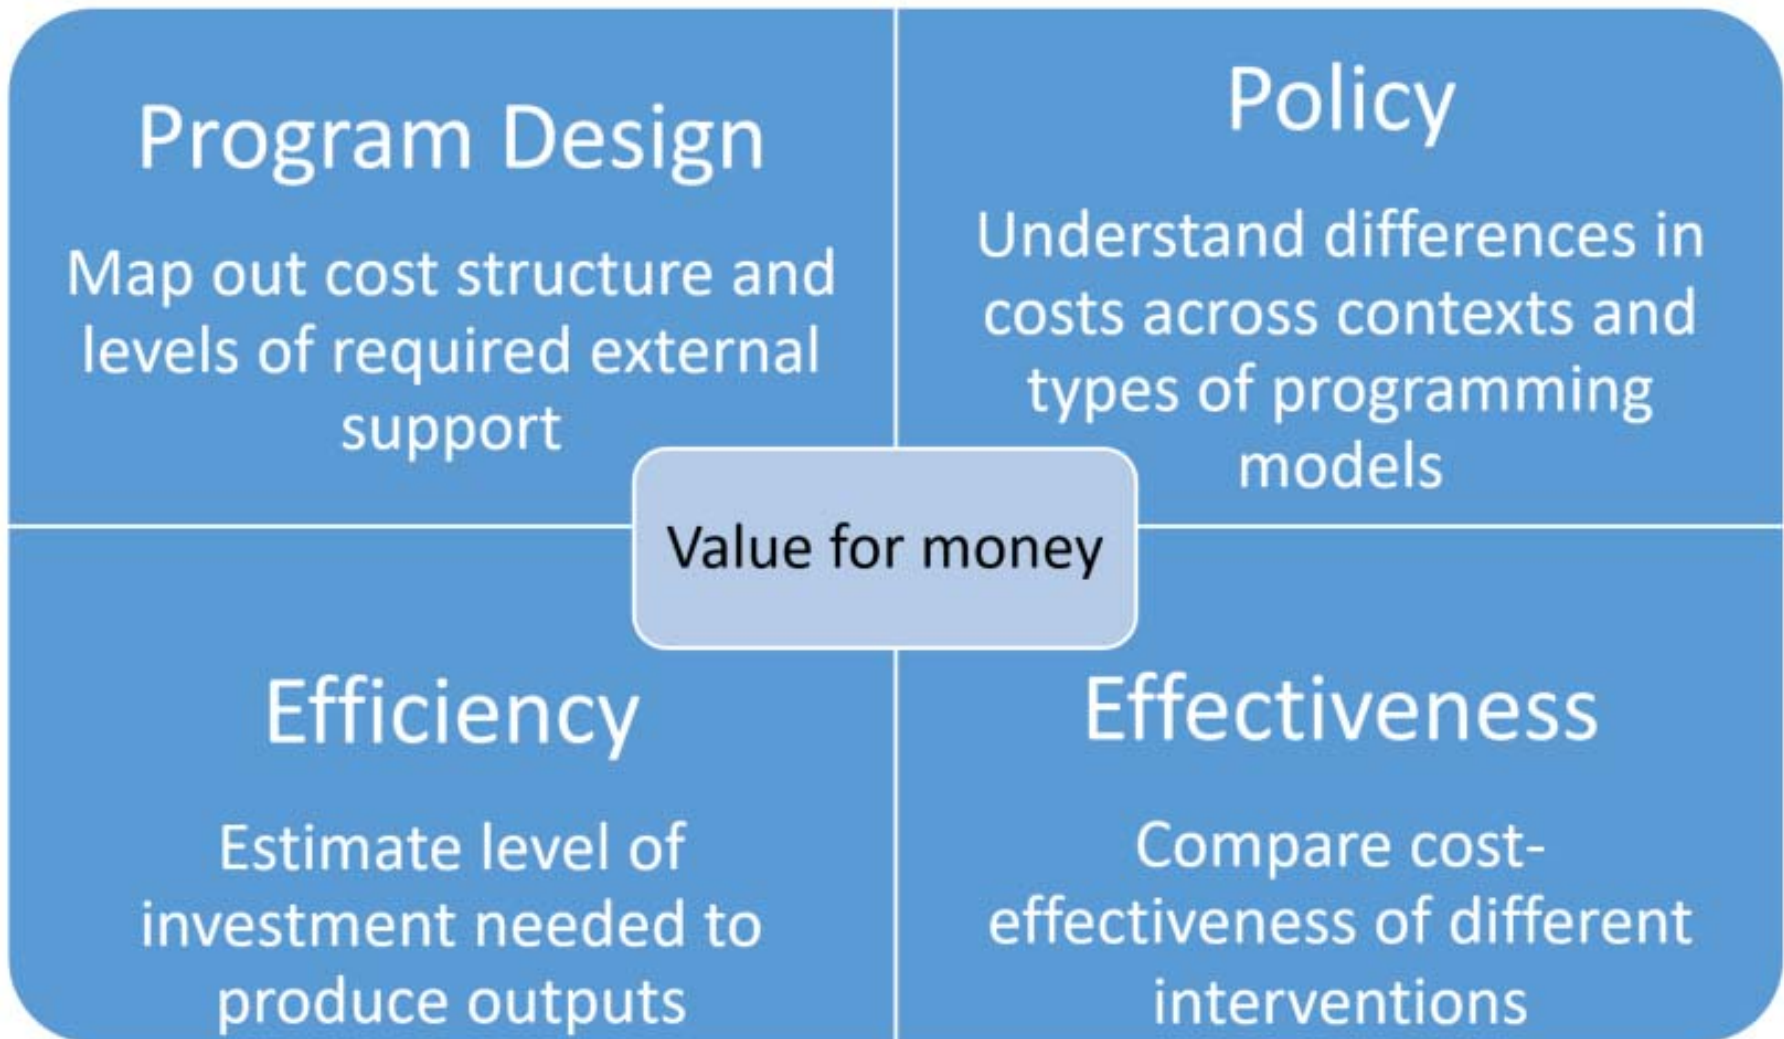 Program Design
Map out cost structure and
levels of required external
support
Policy
Understand differences in
costs across contexts and
types of programming
models
Value for money
Efficiency
Estimate level of
investment needed to
produce outputs
Effectiveness
Compare cost-
effectiveness of different
interventions